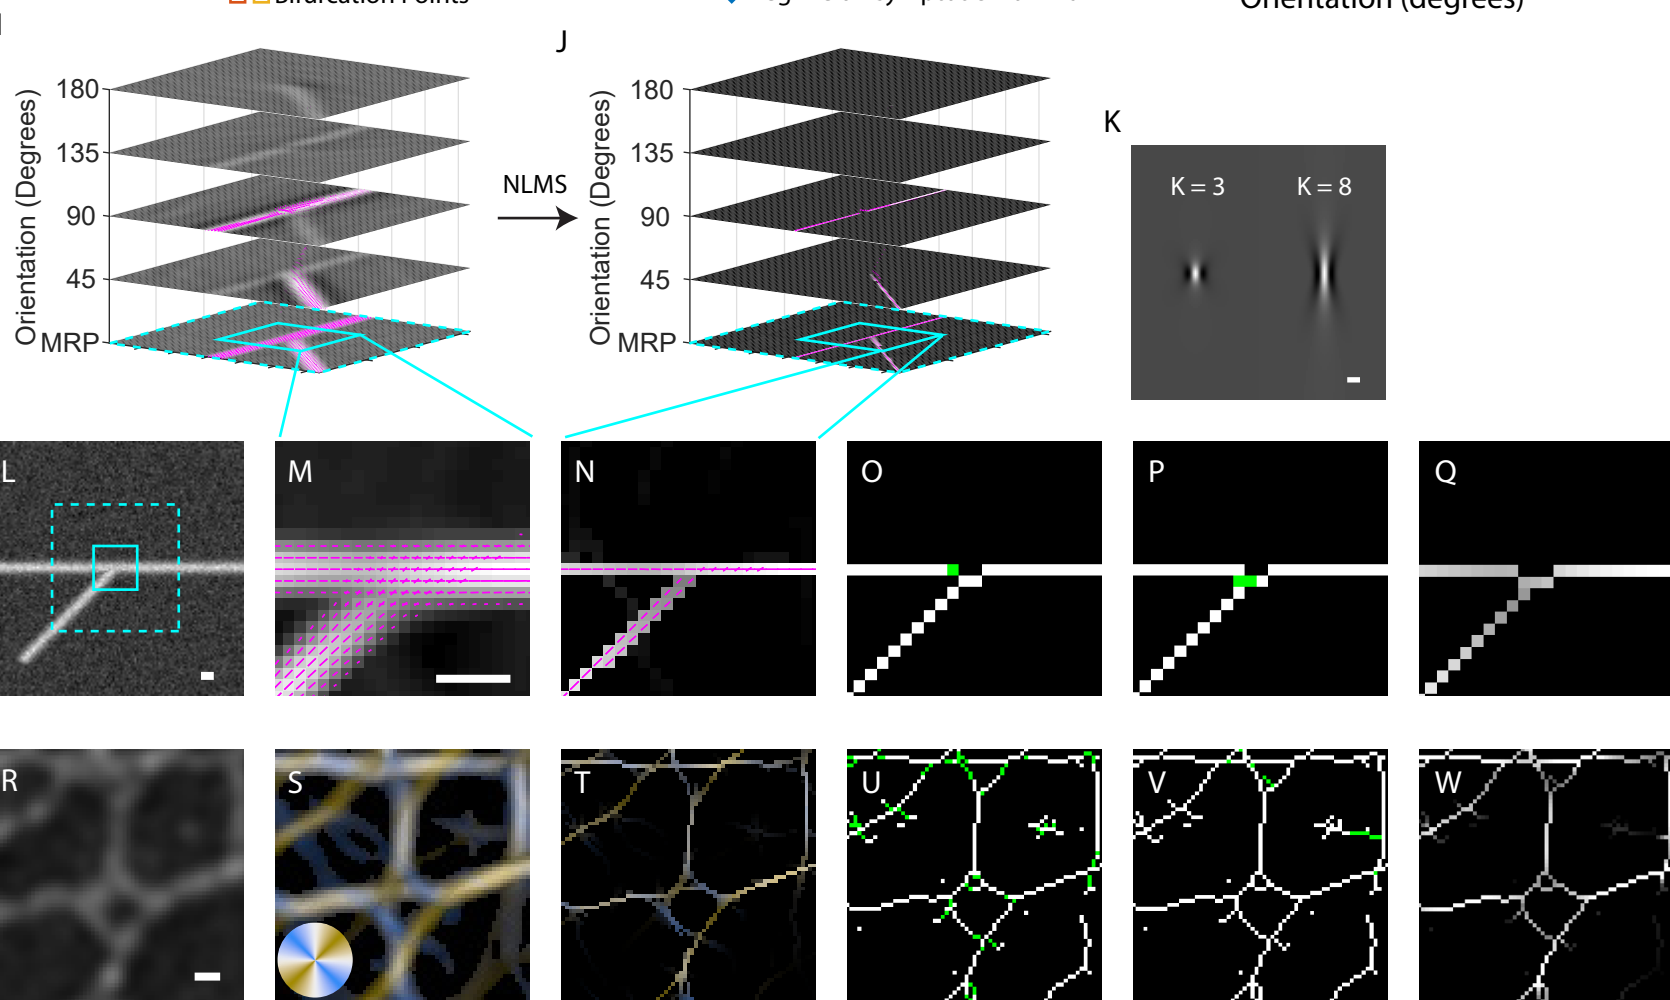 Bifurcation Points
Orientation (degrees)
J
180
135
90
45
MRP
Orientation (Degrees)
NLMS
180
135
90
45
MRP
Orientation (Degrees)
K
K = 3
K = 8
L
M
N
O
P
Q
R
S
T
U
V
W